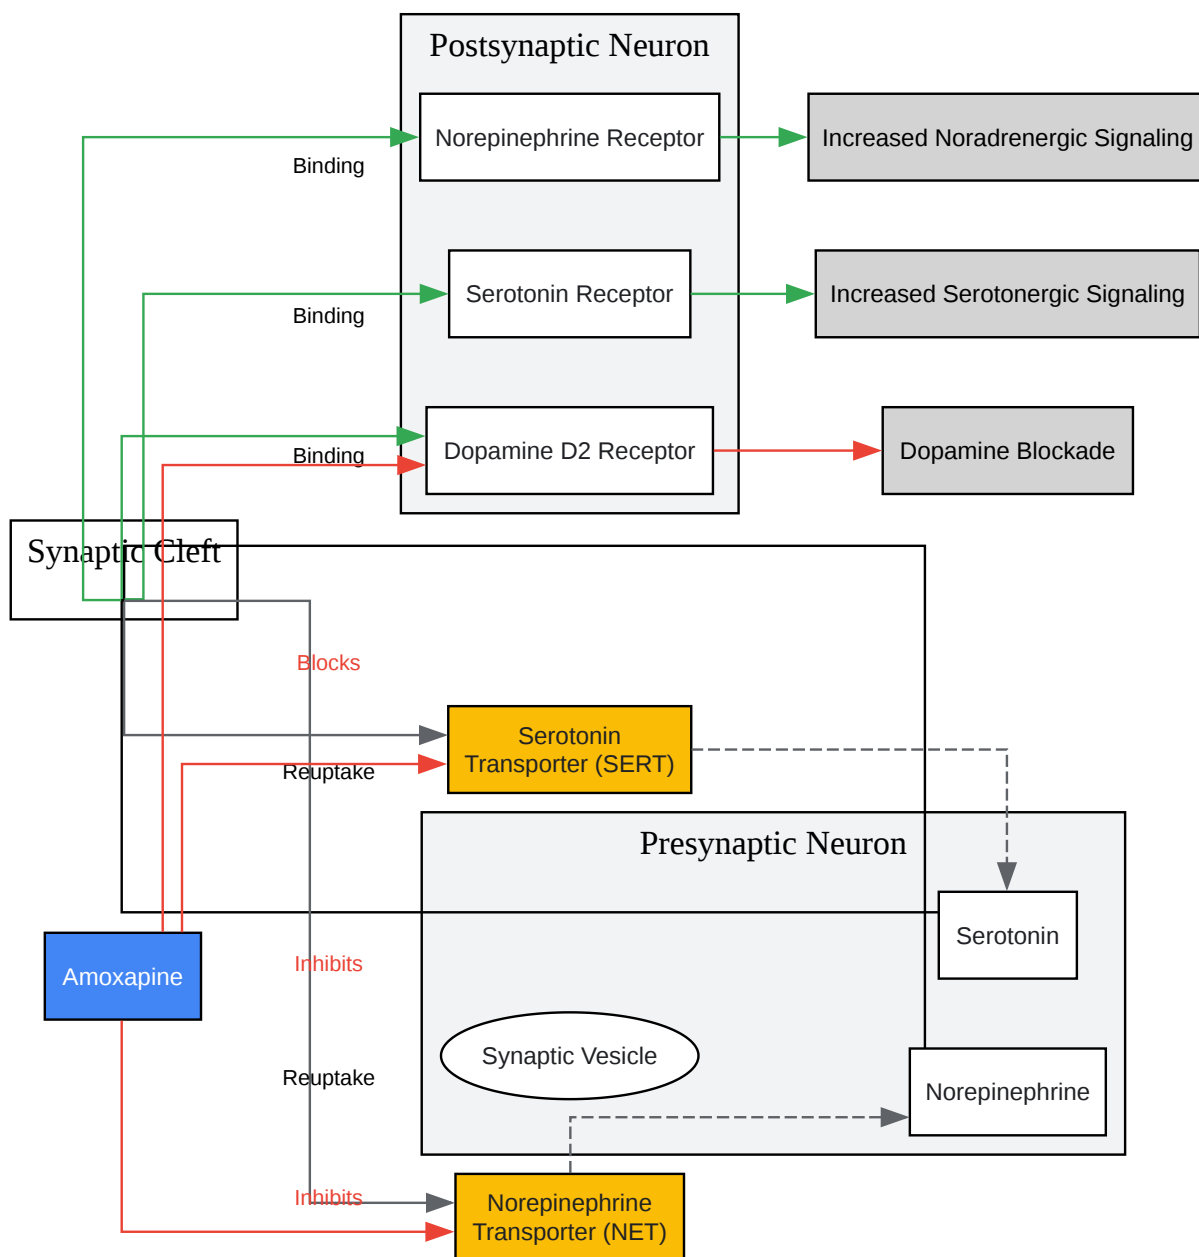 Postsynaptic Neuron
Norepinephrine Receptor
Increased Noradrenergic Signaling
Binding
Serotonin Receptor
Increased Serotonergic Signaling
Binding
Dopamine D2 Receptor
Dopamine Blockade
Binding
Synaptic Cleft
Blocks
Serotonin
Transporter (SERT)
Reuptake
Presynaptic Neuron
Serotonin
Amoxapine
Inhibits
Synaptic Vesicle
Reuptake
Norepinephrine
Inhibits
Norepinephrine
Transporter (NET)